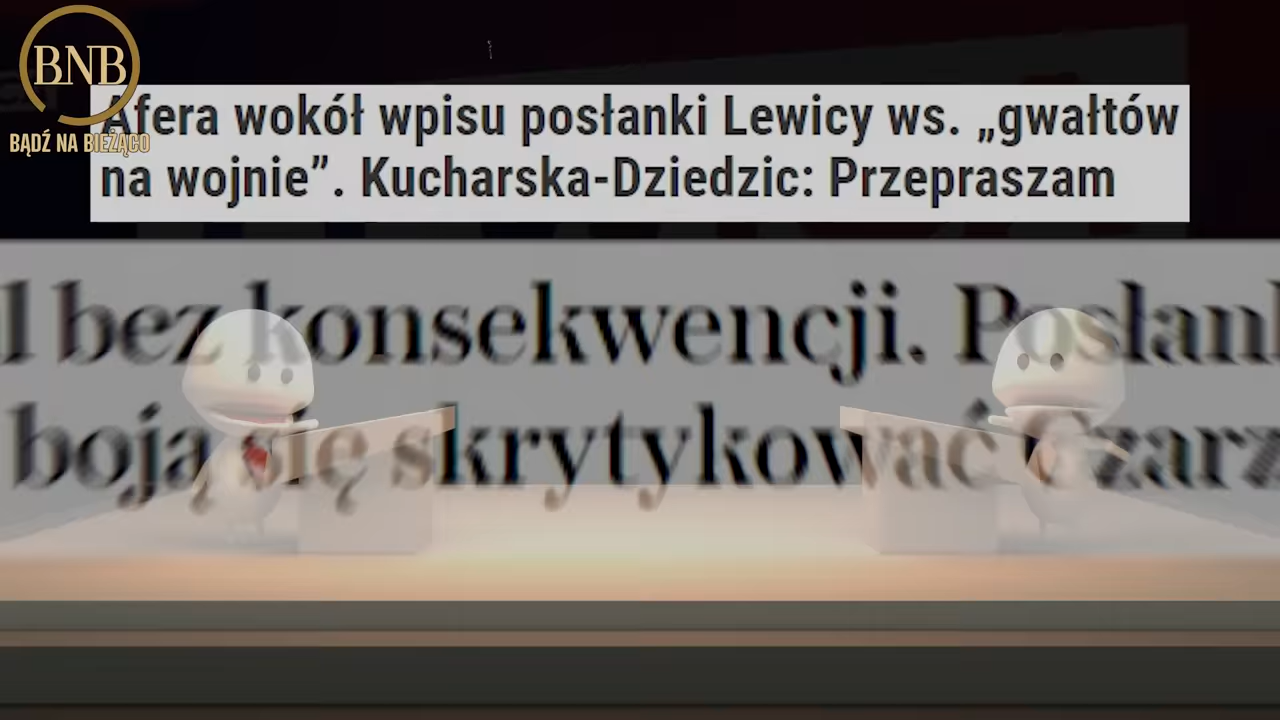 BNB
BĄDŹ NA BIEŻĄCO
Afera wokół wpisu posłanki Lewicy ws. „gwałtów
na wojnie”. Kucharska-Dziedzic: Przepraszam
bez konsekwencji.
boją się skrytykować